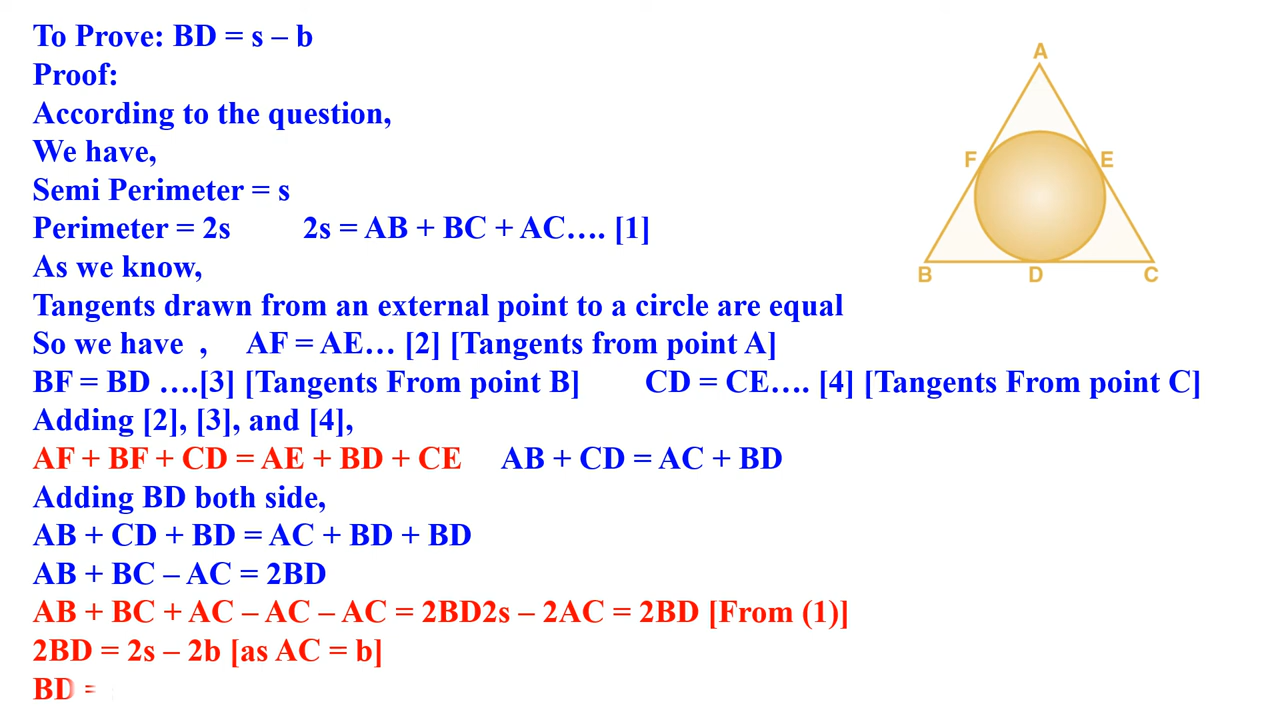 To Prove: BD = s – b
Proof:
According to the question,
We have,
Semi Perimeter = s
Perimeter = 2s 2s = AB + BC + AC…. [1]
As we know,
Tangents drawn from an external point to a circle are equal
So we have , AF = AE… [2] [Tangents from point A]
BF = BD ….[3] [Tangents From point B] CD = CE…. [4] [Tangents From point C]
Adding [2], [3], and [4],
AF + BF + CD = AE + BD + CE AB + CD = AC + BD
Adding BD both side,
AB + CD + BD = AC + BD + BD
AB + BC – AC = 2BD
AB + BC + AC – AC – AC = 2BD2s – 2AC = 2BD [From (1)]
2BD = 2s – 2b [as AC = b]
BD =
A
F E
B D C